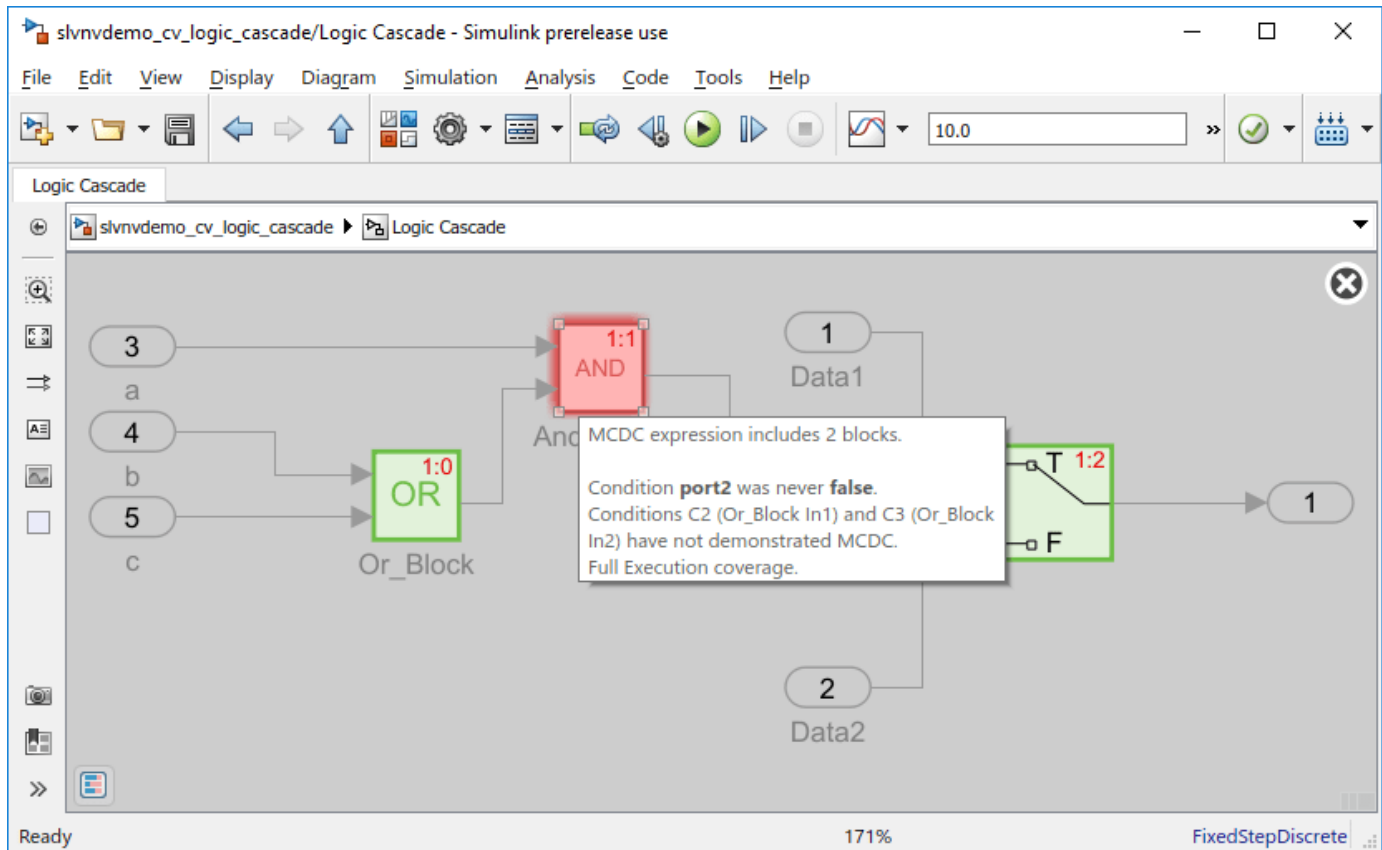 slvnvdemo_cv_logic_cascade/Logic Cascade - Simulink prerelease use
File Edit View Display Diagram Simulation Analysis Code Tools Help
10.0
»
Logic Cascade
slvnvdemo_cv_logic_cascade Logic Cascade
3
a
4
b
5
c
1:0
OR
Or_Block
1:1
AND
And
1
Data1
MCDC expression includes 2 blocks.
Condition port2 was never false.
Conditions C2 (Or_Block In1) and C3 (Or_Block
In2) have not demonstrated MCDC.
Full Execution coverage.
T 1:2
F
1
2
Data2
Ready 171% FixedStepDiscrete